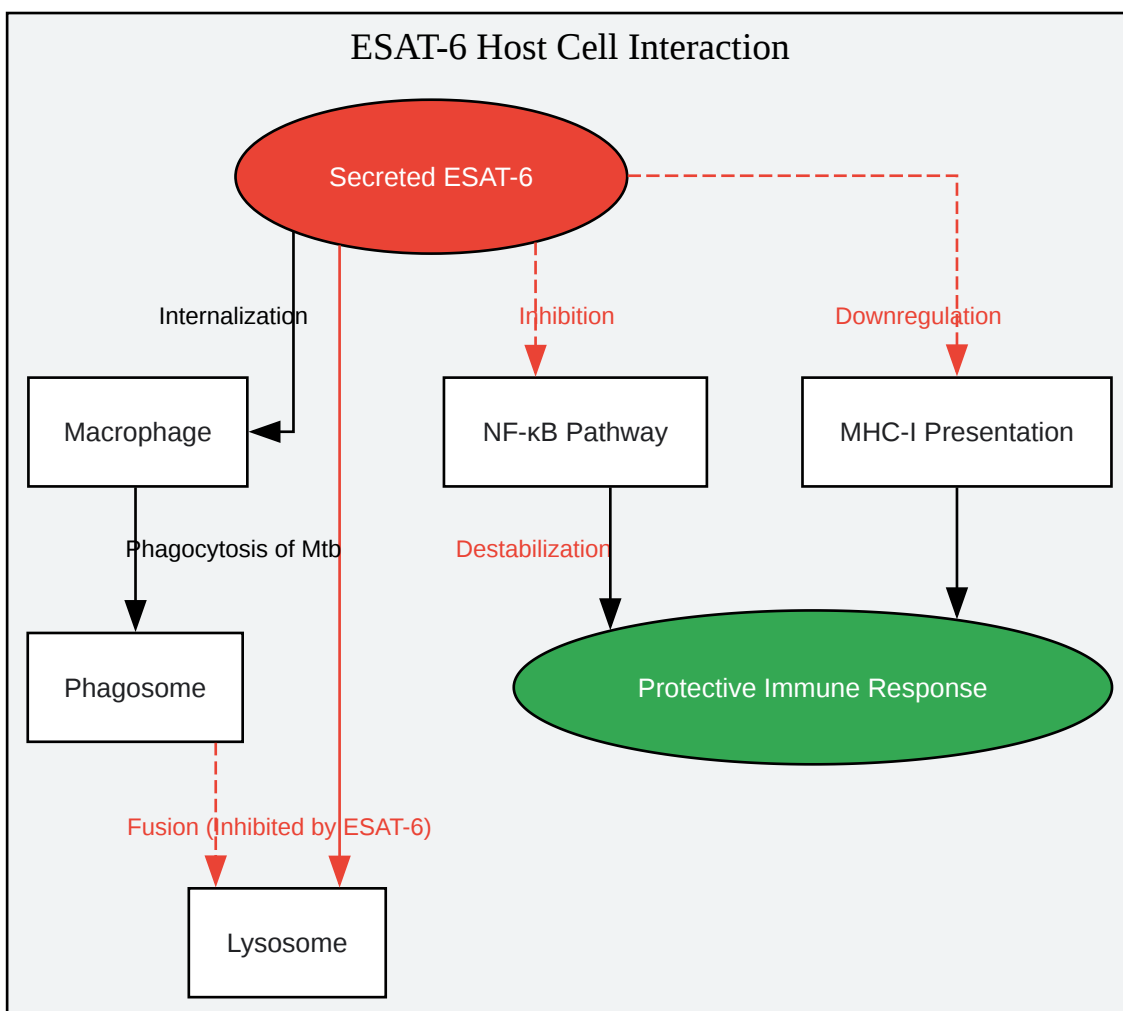 ESAT-6 Host Cell Interaction
Secreted ESAT-6
Internalization
Inhibition
Downregulation
Macrophage
NF-κB Pathway
MHC-I Presentation
Phagocytosis of Mtb
Destabilization
Phagosome
Protective Immune Response
Fusion (Inhibited by ESAT-6)
Lysosome